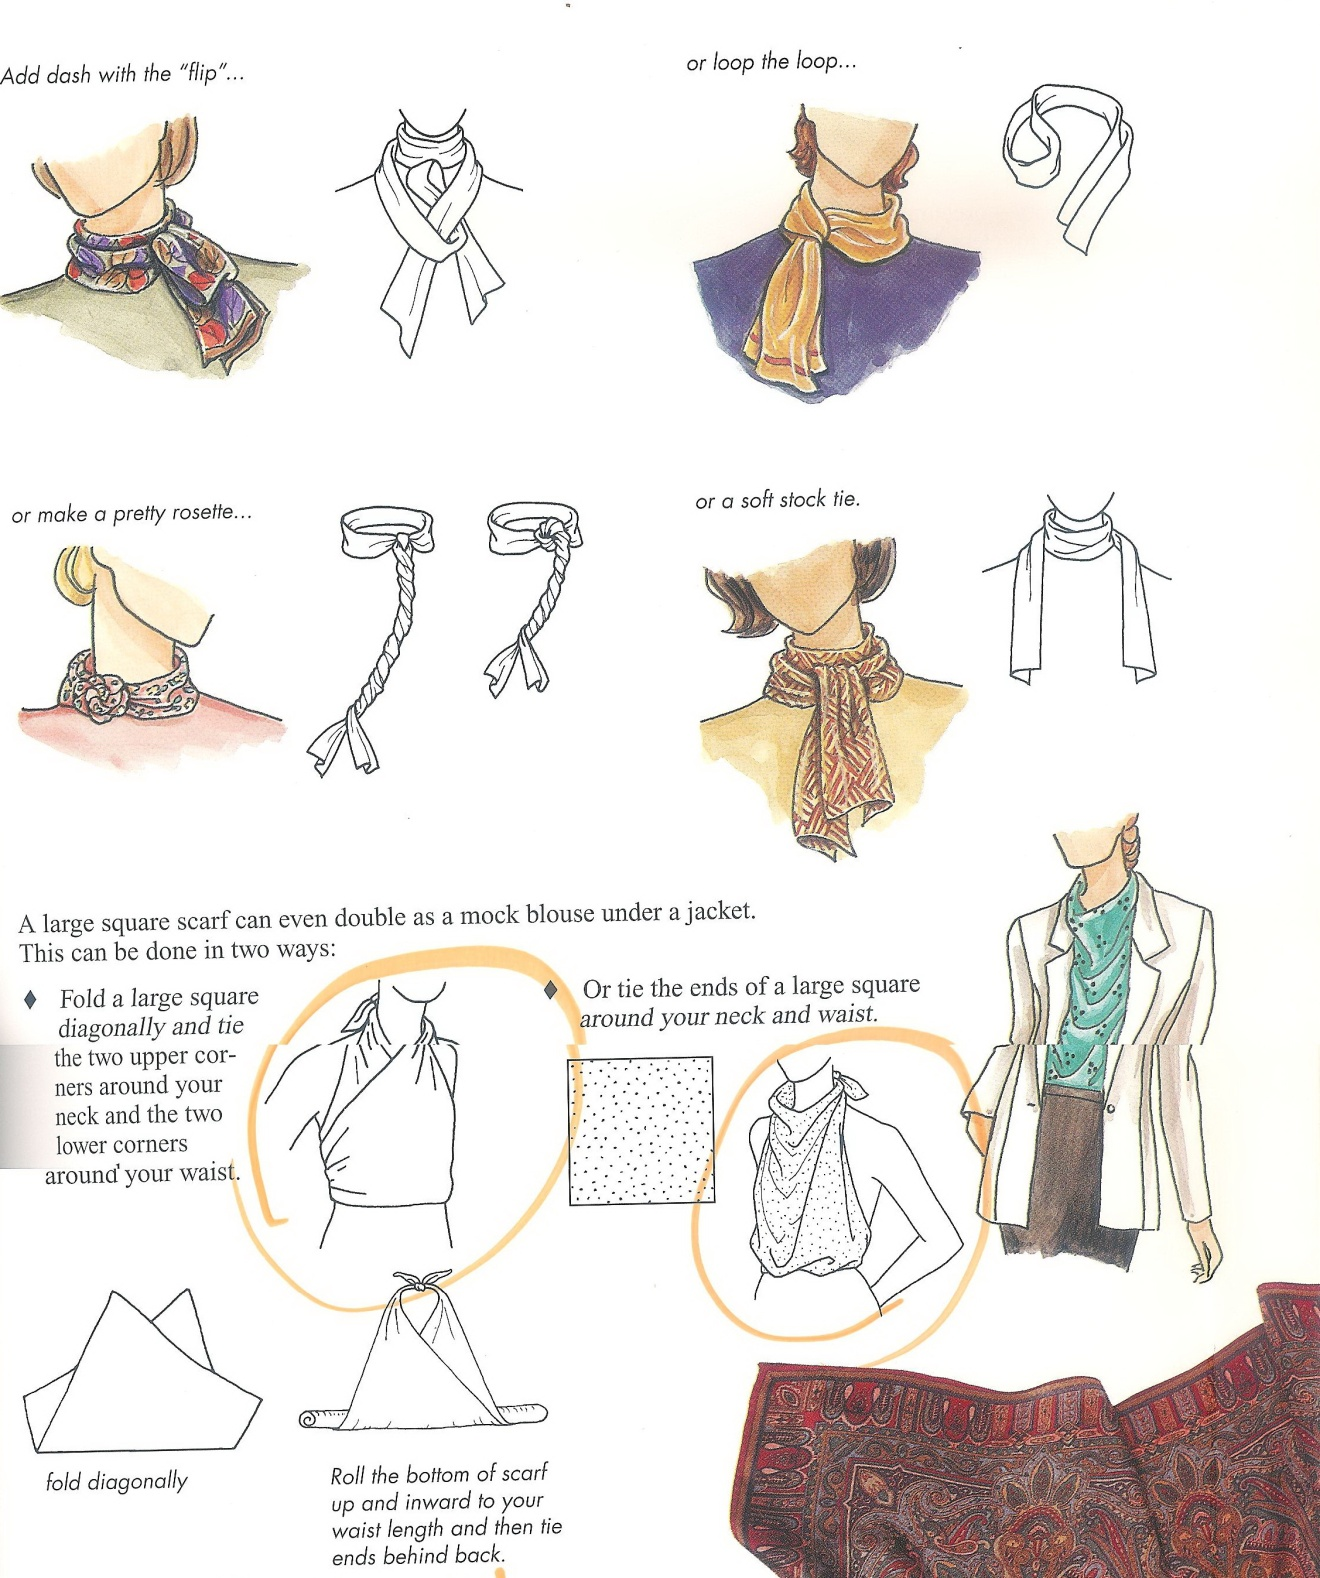 Add dash with the "flip"...
or loop the loop...
or make a pretty rosette...
or a soft stock tie.
A large square scarf can even double as a mock blouse under a jacket.
This can be done in two ways:
♦ Fold a large square
diagonally and tie
the two upper cor-
ners around your
neck and the two
lower corners
around your waist.
♦ Or tie the ends of a large square
around your neck and waist.
fold diagonally
Roll the bottom of scarf
up and inward to your
waist length and then tie
ends behind back.